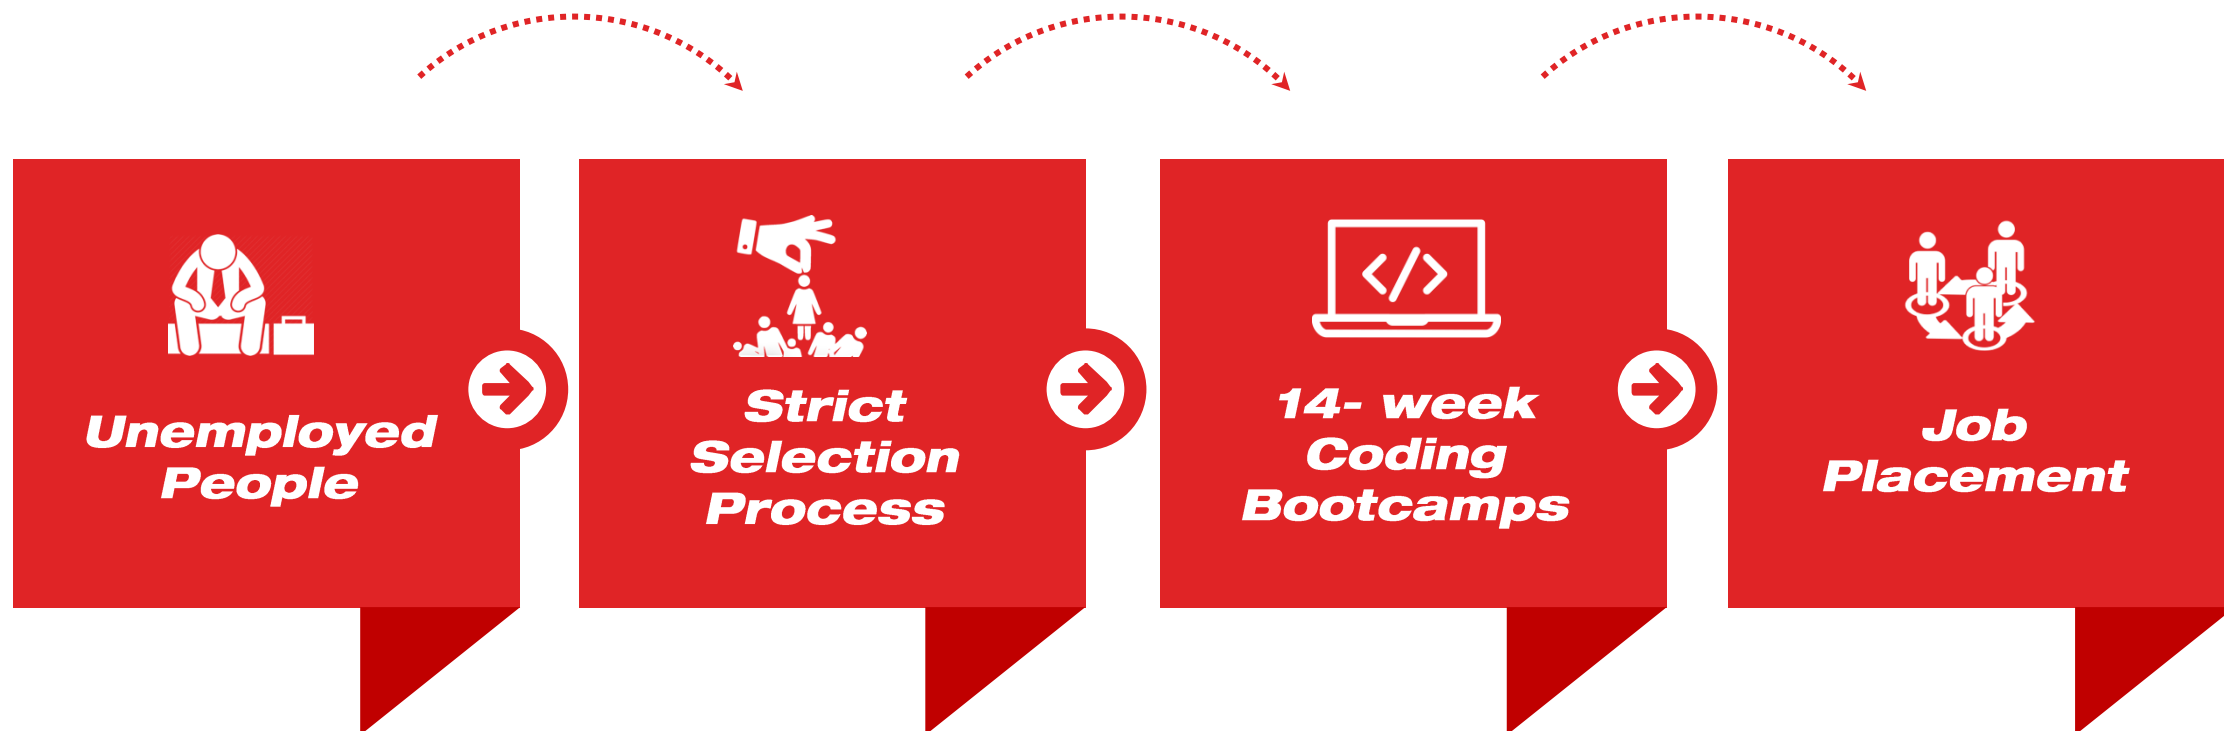 Unemployed
People
Strict
Selection
Process
14- week
Coding
Bootcamps
Job
Placement